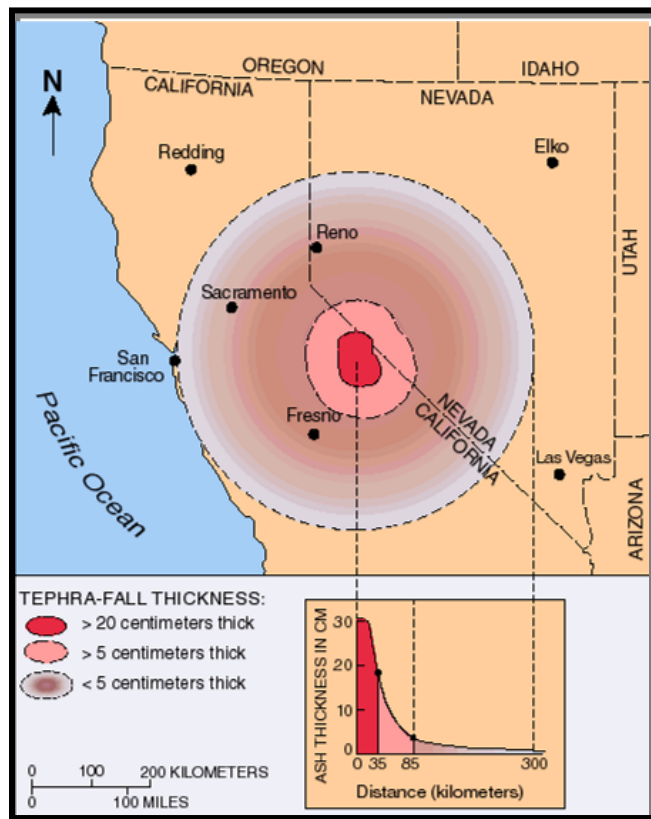 N
OREGON
IDAHO
CALIFORNIA
NEVADA
Redding
Elko
Reno
UTAH
Sacramento
San
Francisco
NEVADA
CALIFORNIA
Fresno
Las Vegas
Pacific Ocean
ARIZONA
TEPHRA-FALL THICKNESS:
> 20 centimeters thick
> 5 centimeters thick
< 5 centimeters thick
0 100 200 KILOMETERS
0 100 MILES
ASH THICKNESS IN CM
30
20
10
0
0 35 85 300
Distance (kilometers)